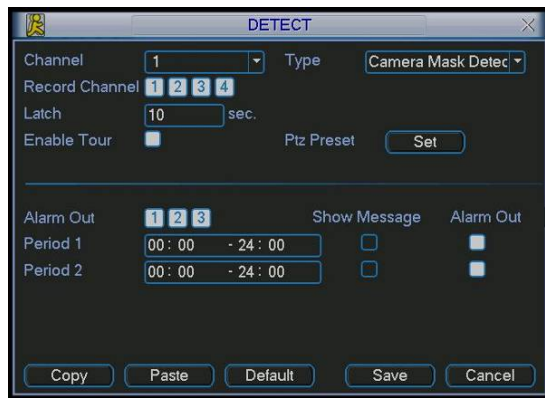 DETECT
Channel 1 Type Camera Mask Detec
Record Channel 1 2 3 4
Latch 10 sec.
Enable Tour Ptz Preset Set
Alarm Out 1 2 3 Show Message Alarm Out
Period 1 00: 00 - 24: 00
Period 2 00: 00 - 24: 00
Copy Paste Default Save Cancel